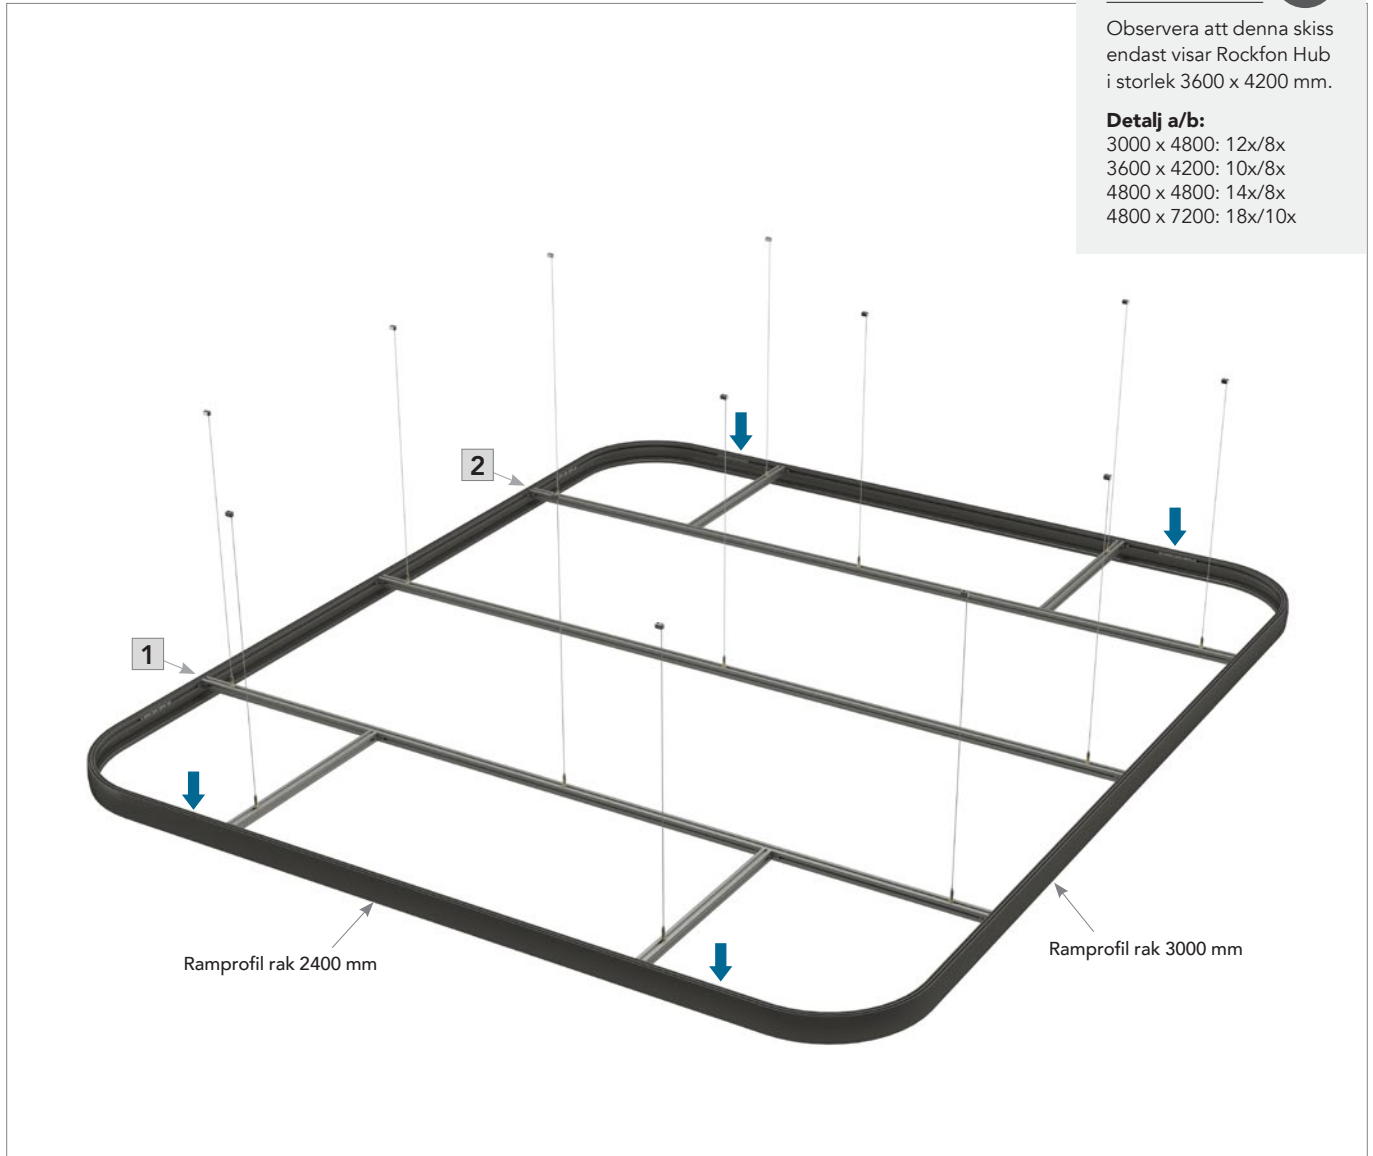 Observera att denna skiss
endast visar Rockfon Hub
i storlek 3600 x 4200 mm.
Detalj a/b:
3000 x 4800: 12x/8x
3600 x 4200: 10x/8x
4800 x 4800: 14x/8x
4800 x 7200: 18x/10x
2
1
Ramprofil rak 2400 mm
Ramprofil rak 3000 mm